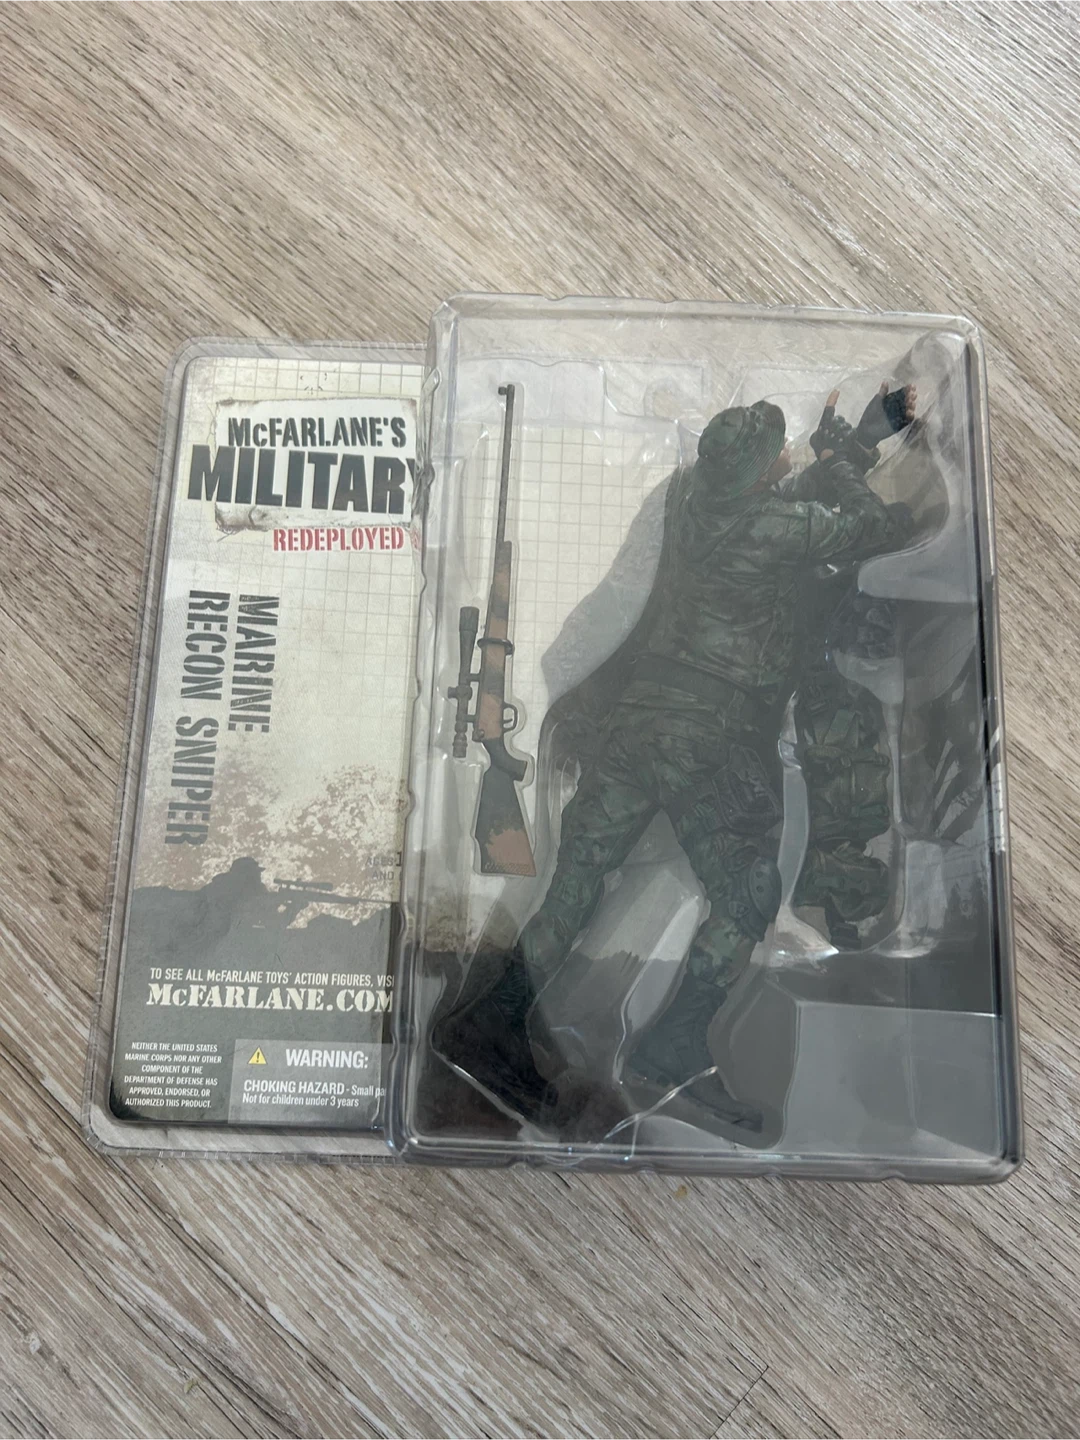 McFARLANE'S
MILITARY
REDEPLOYED
MARINE
RECON SNIPER
TO SEE ALL McFARLANE TOYS' ACTION FIGURES, VISI
McFARLANE.COM
NEITHER THE UNITED STATES
MARINE CORPS NOR ANY OTHER
COMPONENT OF THE
DEPARTMENT OF DEFENSE HAS
APPROVED, ENDORSED, OR
AUTHORIZED THIS PRODUCT.
WARNING:
CHOKING HAZARD - Small pa
Not for children under 3 years